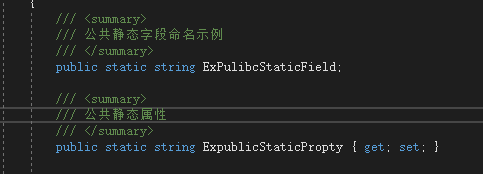 {
/// <summary>
/// 公共静态字段命名示例
/// </summary>
public static string ExPulibcStaticField;
/// <summary>
/// 公共静态属性
/// </summary>
public static string ExpublicStaticPropty { get; set; }